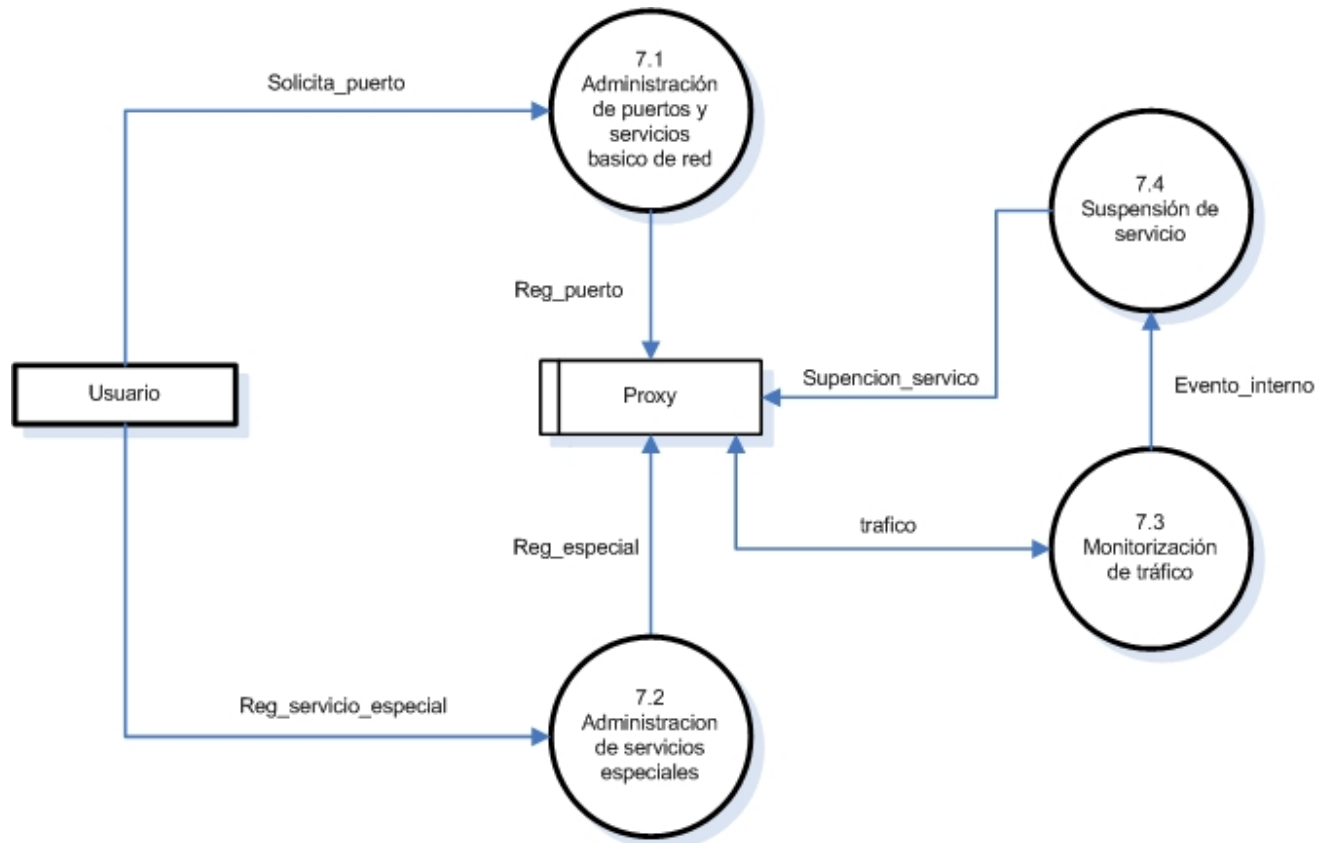 7.1
Administración
de puertos y
servicios
basico de red
Solicita_puerto
7.4
Suspensión de
servicio
Reg_puerto
Usuario
Proxy
Supencion_servico
Evento_interno
Reg_especial
trafico
7.3
Monitorización
de tráfico
Reg_servicio_especial
7.2
Administracion
de servicios
especiales